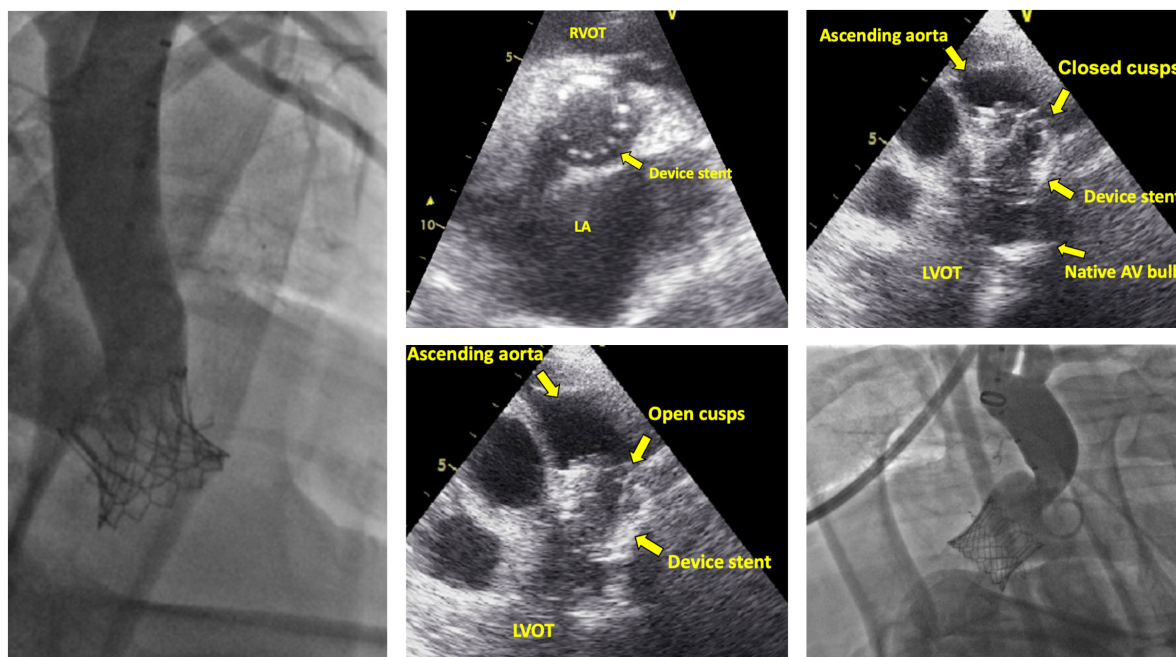 V
RVOT
5
Device stent
10
LA
V
Ascending aorta
Closed cusps
5
Device stent
LVOT
Native AV bull
Ascending aorta
Open cusps
5
Device stent
LVOT